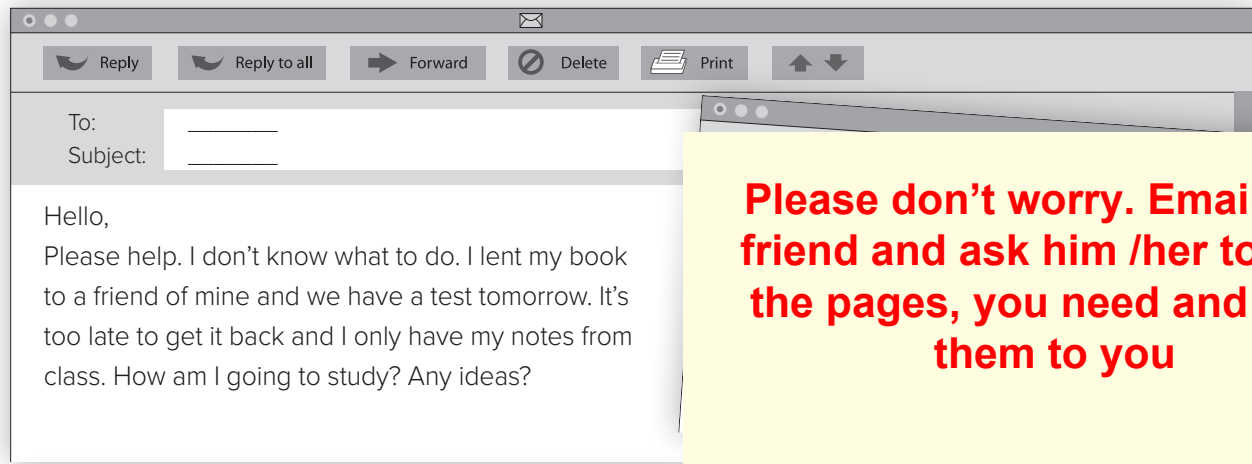 Reply Reply to all Forward Delete Print
To: _______
Subject: _______
Hello,
Please help. I don’t know what to do. I lent my book
to a friend of mine and we have a test tomorrow. It’s
too late to get it back and I only have my notes from
class. How am I going to study? Any ideas?
Please don’t worry. Emai
friend and ask him /her to
the pages, you need and
them to you